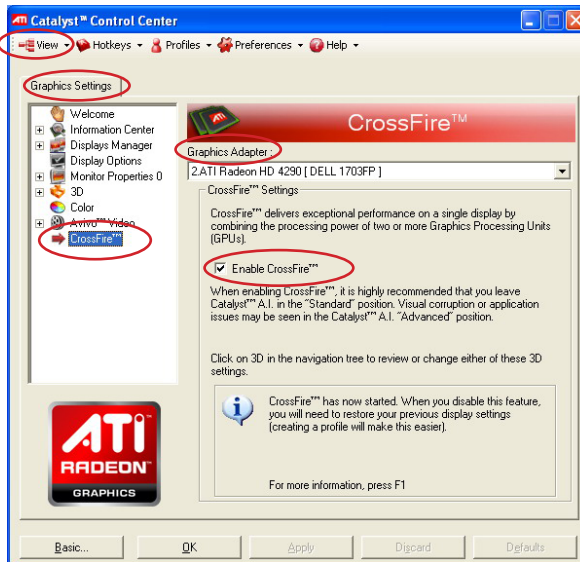 ATI Catalyst™ Control Center
View Hotkeys Profiles Preferences Help
Graphics Settings
Welcome
Information Center
Displays Manager
Display Options
Monitor Properties 0
3D
Color
Avivo™ Video
CrossFire™
ATI
RADEON
GRAPHICS
ATI
CrossFire™
Graphics Adapter :
2.ATI Radeon HD 4290 [ DELL 1703FP ]
CrossFire™ Settings
CrossFire™ delivers exceptional performance on a single display by
combining the processing power of two or more Graphics Processing Units
(GPUs).
Enable CrossFire™
When enabling CrossFire™, it is highly recommended that you leave
Catalyst™ A.I. in the "Standard" position. Visual corruption or application
issues may be seen in the Catalyst™ A.I. "Advanced" position.
Click on 3D in the navigation tree to review or change either of these 3D
settings.
CrossFire™ has now started. When you disable this feature,
you will need to restore your previous display settings
(creating a profile will make this easier).
For more information, press F1
Basic... OK Apply Discard Defaults